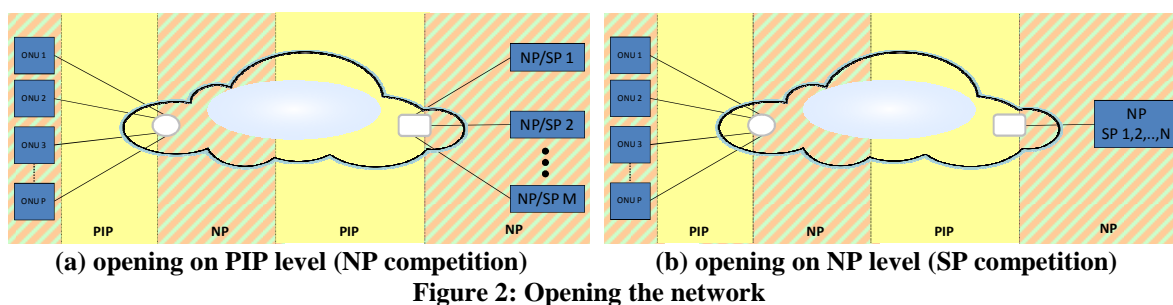 ONU 1
ONU 2
ONU 3
ONU P
NP/SP 1
NP/SP 2
NP/SP M
PIP
NP
PIP
NP
(a) opening on PIP level (NP competition)
ONU 1
ONU 2
ONU 3
ONU P
NP
SP 1,2,..,N
PIP
NP
PIP
NP
(b) opening on NP level (SP competition)
Figure 2: Opening the network